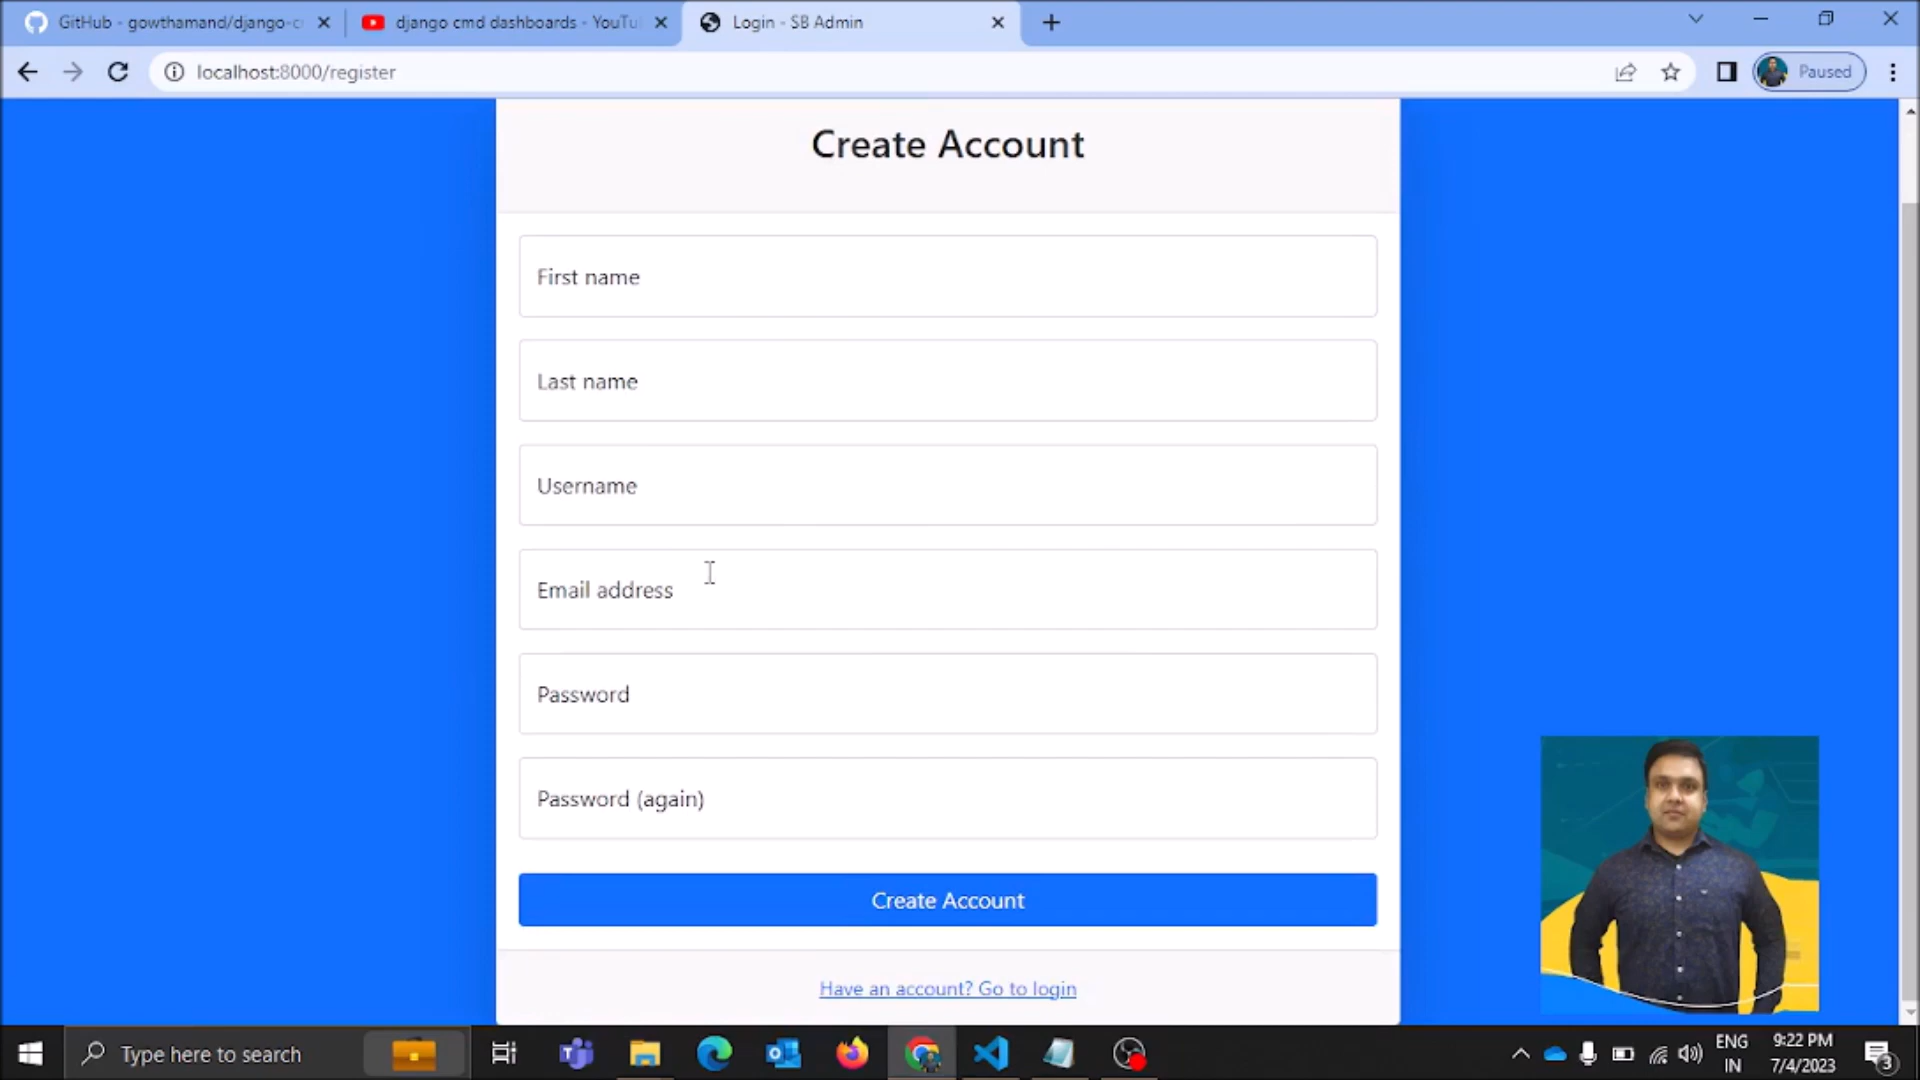 GitHub - gowthamand/django-c
django cmd dashboards - YouTu
Login - SB Admin
localhost:8000/register
Paused
Create Account
First name
Last name
Username
Email address
Password
Password (again)
Create Account
Have an account? Go to login
Type here to search
ENG
IN
9:22 PM
7/4/2023
3